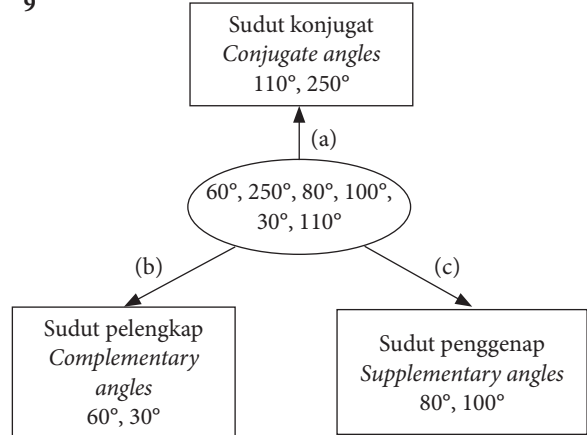 9
Sudut konjugat
Conjugate angles
110°, 250°
(a)
60°, 250°, 80°, 100°,
30°, 110°
(b)
(c)
Sudut pelengkap
Complementary
angles
60°, 30°
Sudut penggenap
Supplementary angles
80°, 100°